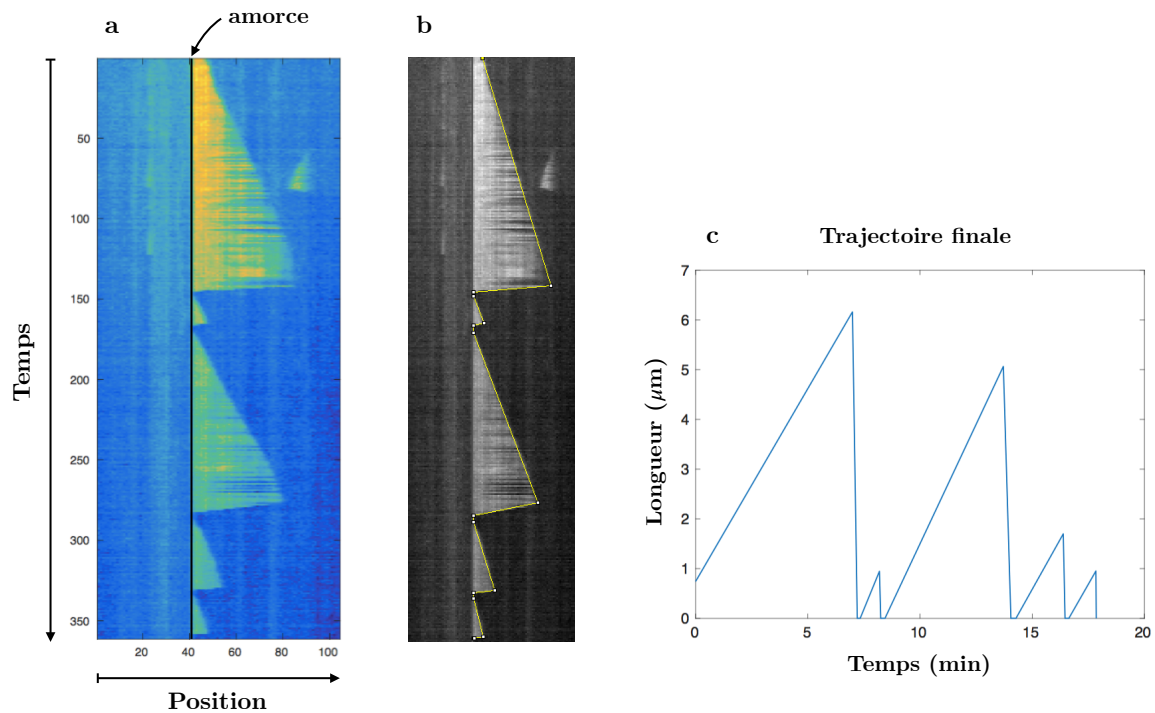 a
amorce
b
50
100
150
200
250
300
350
Temps
20
40
60
80
100
Position
c
Trajectoire finale
7
6
5
4
3
2
1
0
Longueur (μm)
0
5
10
15
20
Temps (min)